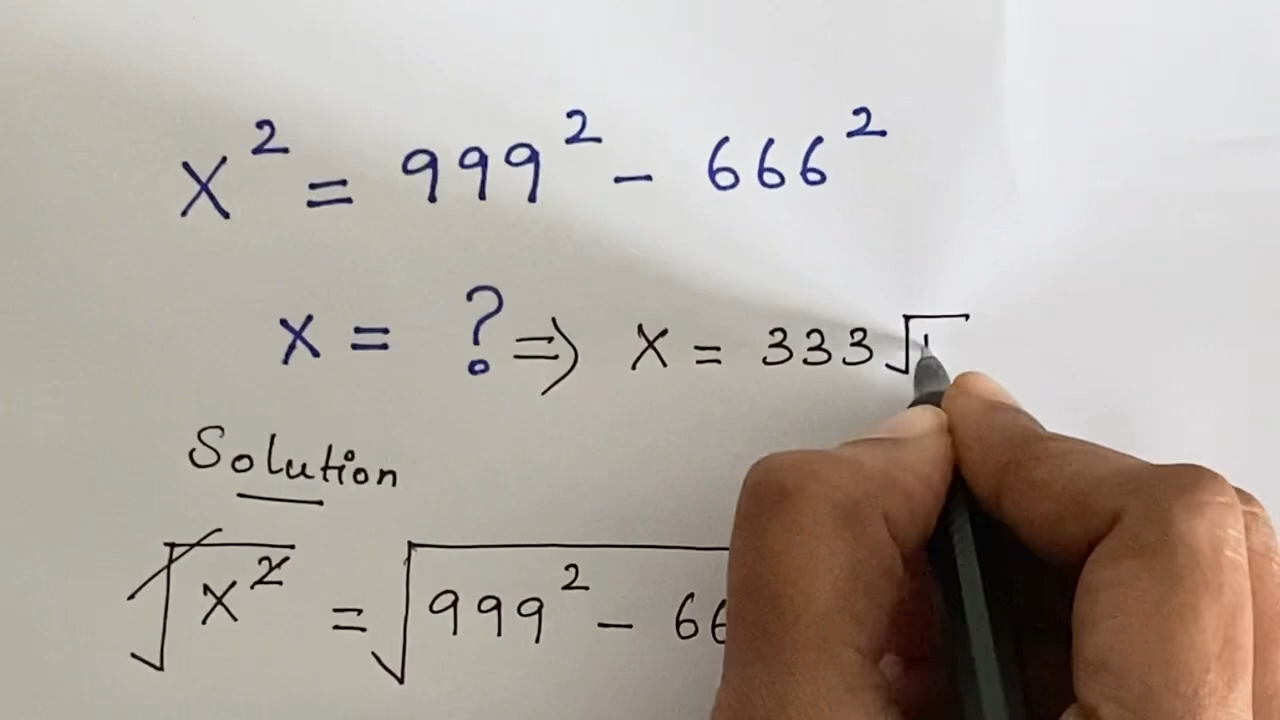 x² = 999² - 666²
x = ? ⇒ x = 333√
Solution
√x² = √999² - 66